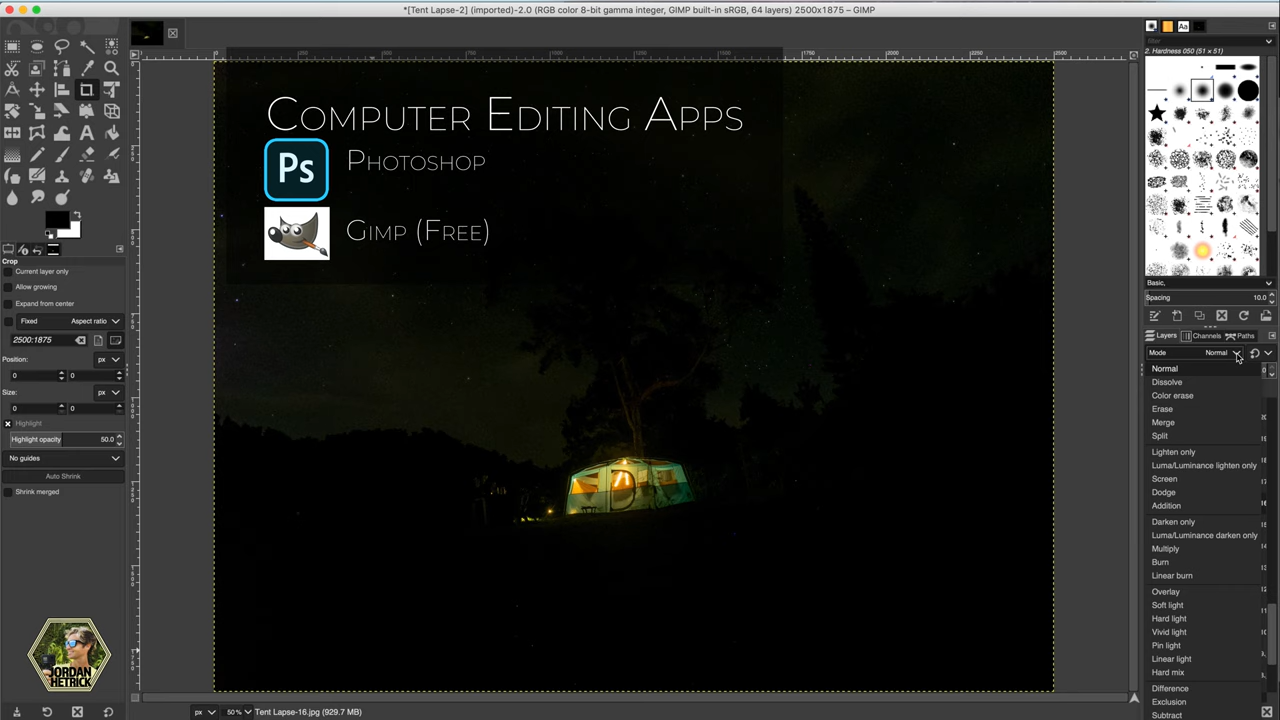 *[Tent Lapse-2] (imported)-2.0 (RGB color 8-bit gamma integer, GIMP built-in sRGB, 64 layers) 2500x1875 – GIMP
Computer Editing Apps
Ps
Photoshop
Gimp (Free)
Crop
Current layer only
Allow growing
Expand from center
Fixed Aspect ratio
2500:1875
Position: px
0 0
Size: px
0 0
Highlight
Highlight opacity 50.0
No guides
Auto Shrink
Shrink merged
JORDAN
HETRICK
px 50% Tent Lapse-16.jpg (929.7 MB)
Aa
filter
2. Hardness 050 (51 × 51)
Basic,
Spacing 10.0
Layers Channels Paths
Mode Normal
Normal
Dissolve
Color erase
Erase
Merge
Split
Lighten only
Luma/Luminance lighten only
Screen
Dodge
Addition
Darken only
Luma/Luminance darken only
Multiply
Burn
Linear burn
Overlay
Soft light
Hard light
Vivid light
Pin light
Linear light
Hard mix
Difference
Exclusion
Subtract